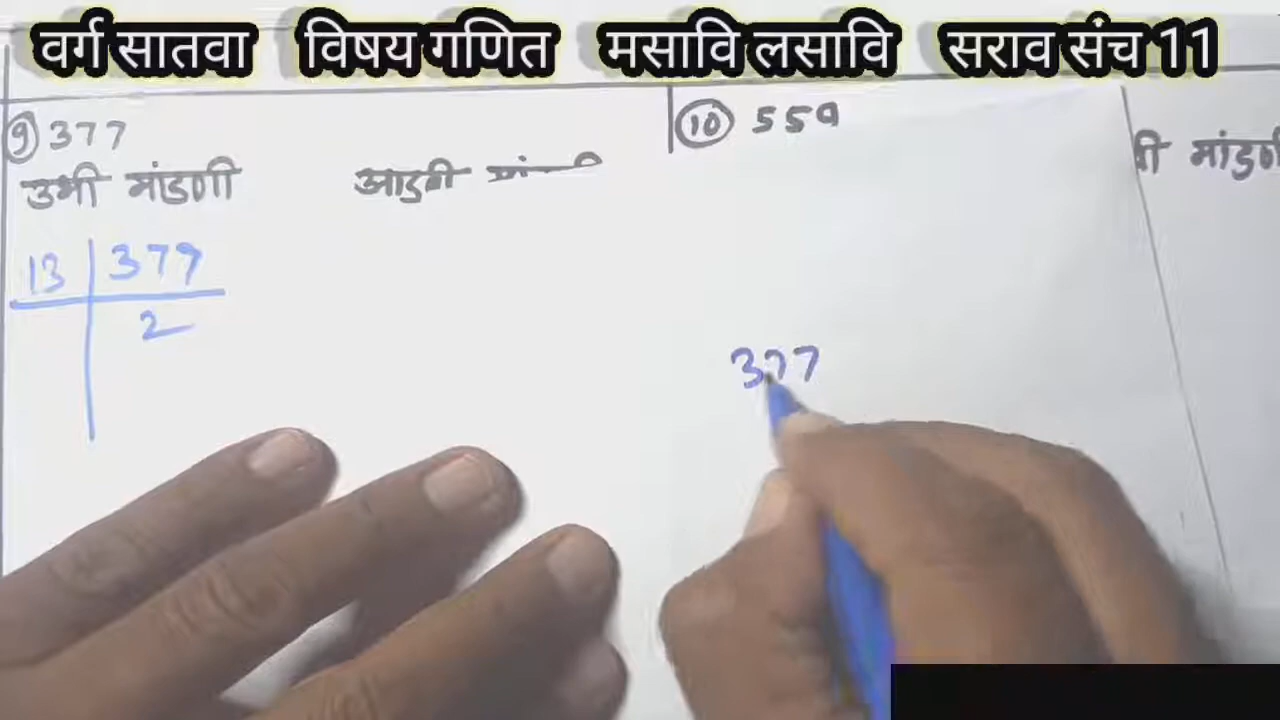 वर्ग सातवा विषय गणित मसावि लसावि सराव संच 11
9 377
उभी मांडणी आडवी
13 377
2
10 559
377
मांडणी